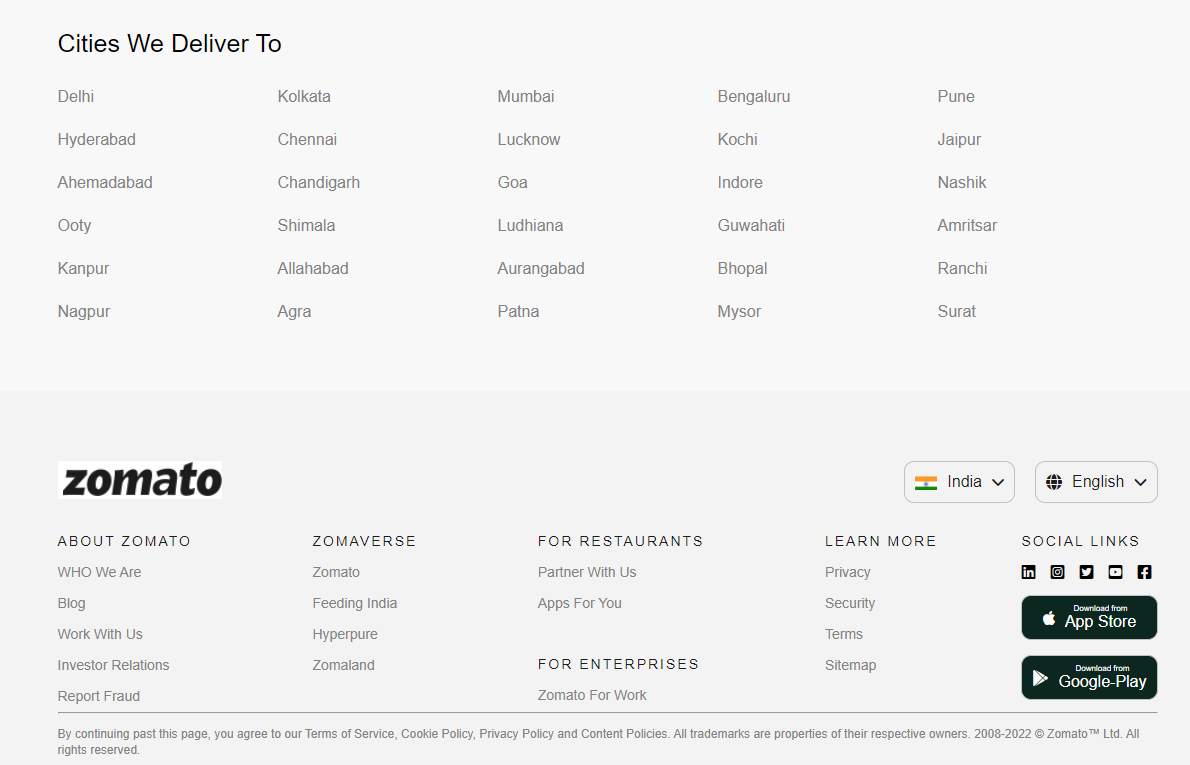 Cities We Deliver To
Delhi Kolkata Mumbai Bengaluru Pune
Hyderabad Chennai Lucknow Kochi Jaipur
Ahemadabad Chandigarh Goa Indore Nashik
Ooty Shimala Ludhiana Guwahati Amritsar
Kanpur Allahabad Aurangabad Bhopal Ranchi
Nagpur Agra Patna Mysor Surat
zomato
India English
ABOUT ZOMATO
WHO We Are
Blog
Work With Us
Investor Relations
Report Fraud
ZOMAVERSE
Zomato
Feeding India
Hyperpure
Zomaland
FOR RESTAURANTS
Partner With Us
Apps For You
FOR ENTERPRISES
Zomato For Work
LEARN MORE
Privacy
Security
Terms
Sitemap
SOCIAL LINKS
Download from
App Store
Download from
Google-Play
By continuing past this page, you agree to our Terms of Service, Cookie Policy, Privacy Policy and Content Policies. All trademarks are properties of their respective owners. 2008-2022 © Zomato™ Ltd. All
rights reserved.